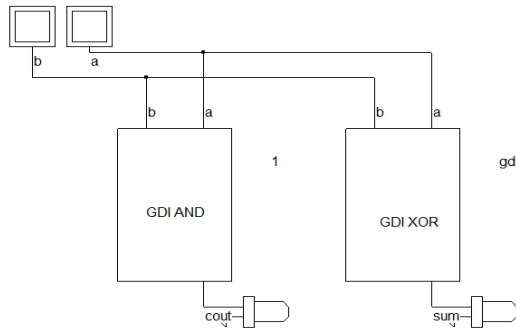 b a
b a b a
1 gd
GDI AND GDI XOR
cout sum